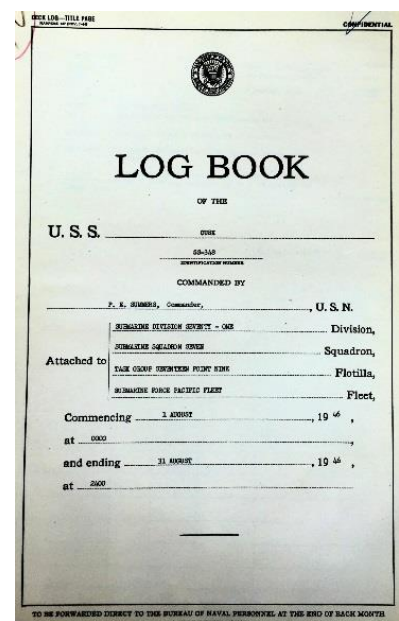 DECK LOG—TITLE PAGE
CONFIDENTIAL
LOG BOOK
OF THE
U. S. S. CUSK
SS-348
IDENTIFICATION NUMBER
COMMANDED BY
P. E. SUMMERS, Commander, , U. S. N.
Attached to
SUBMARINE DIVISION SEVENTY - ONE Division,
SUBMARINE SQUADRON SEVEN Squadron,
TASK GROUP SEVENTEEN POINT NINE Flotilla,
SUBMARINE FORCE PACIFIC FLEET Fleet,
Commencing 1 AUGUST , 19 46 ,
at 0000 ,
and ending 31 AUGUST , 19 46 ,
at 2400
TO BE FORWARDED DIRECT TO THE BUREAU OF NAVAL PERSONNEL AT THE END OF EACH MONTH